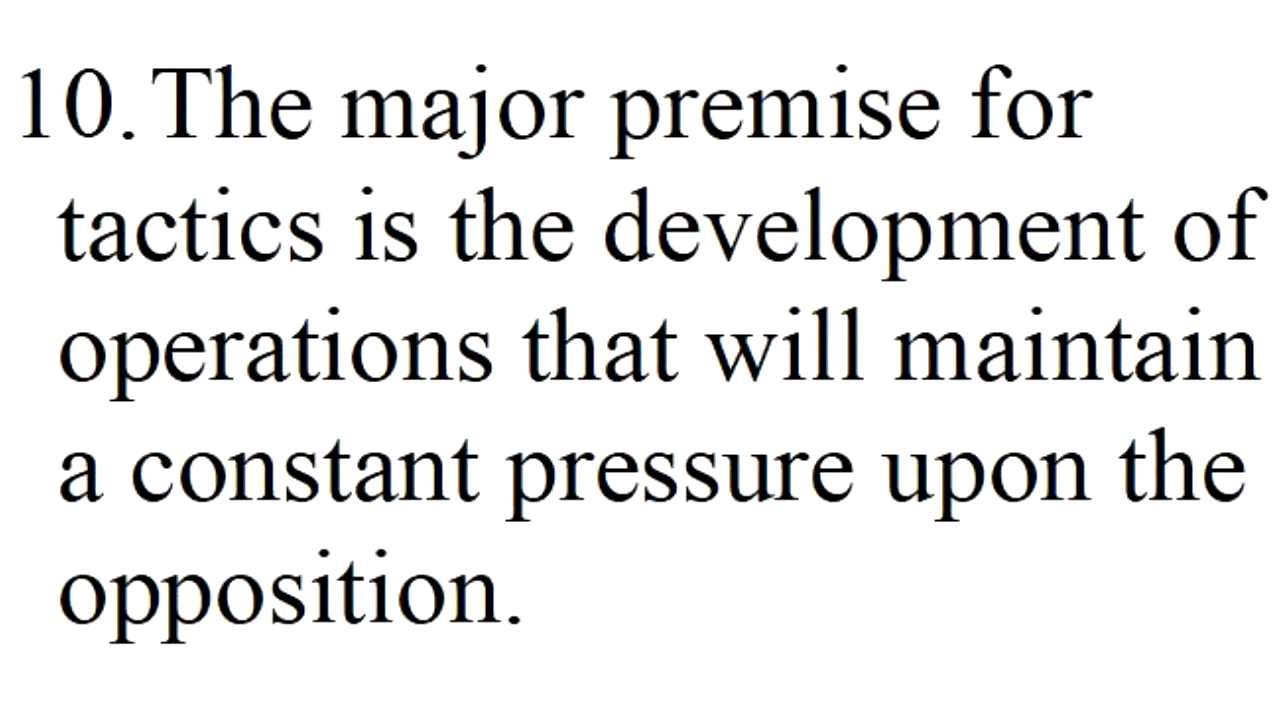 10. The major premise for
tactics is the development of
operations that will maintain
a constant pressure upon the
opposition.